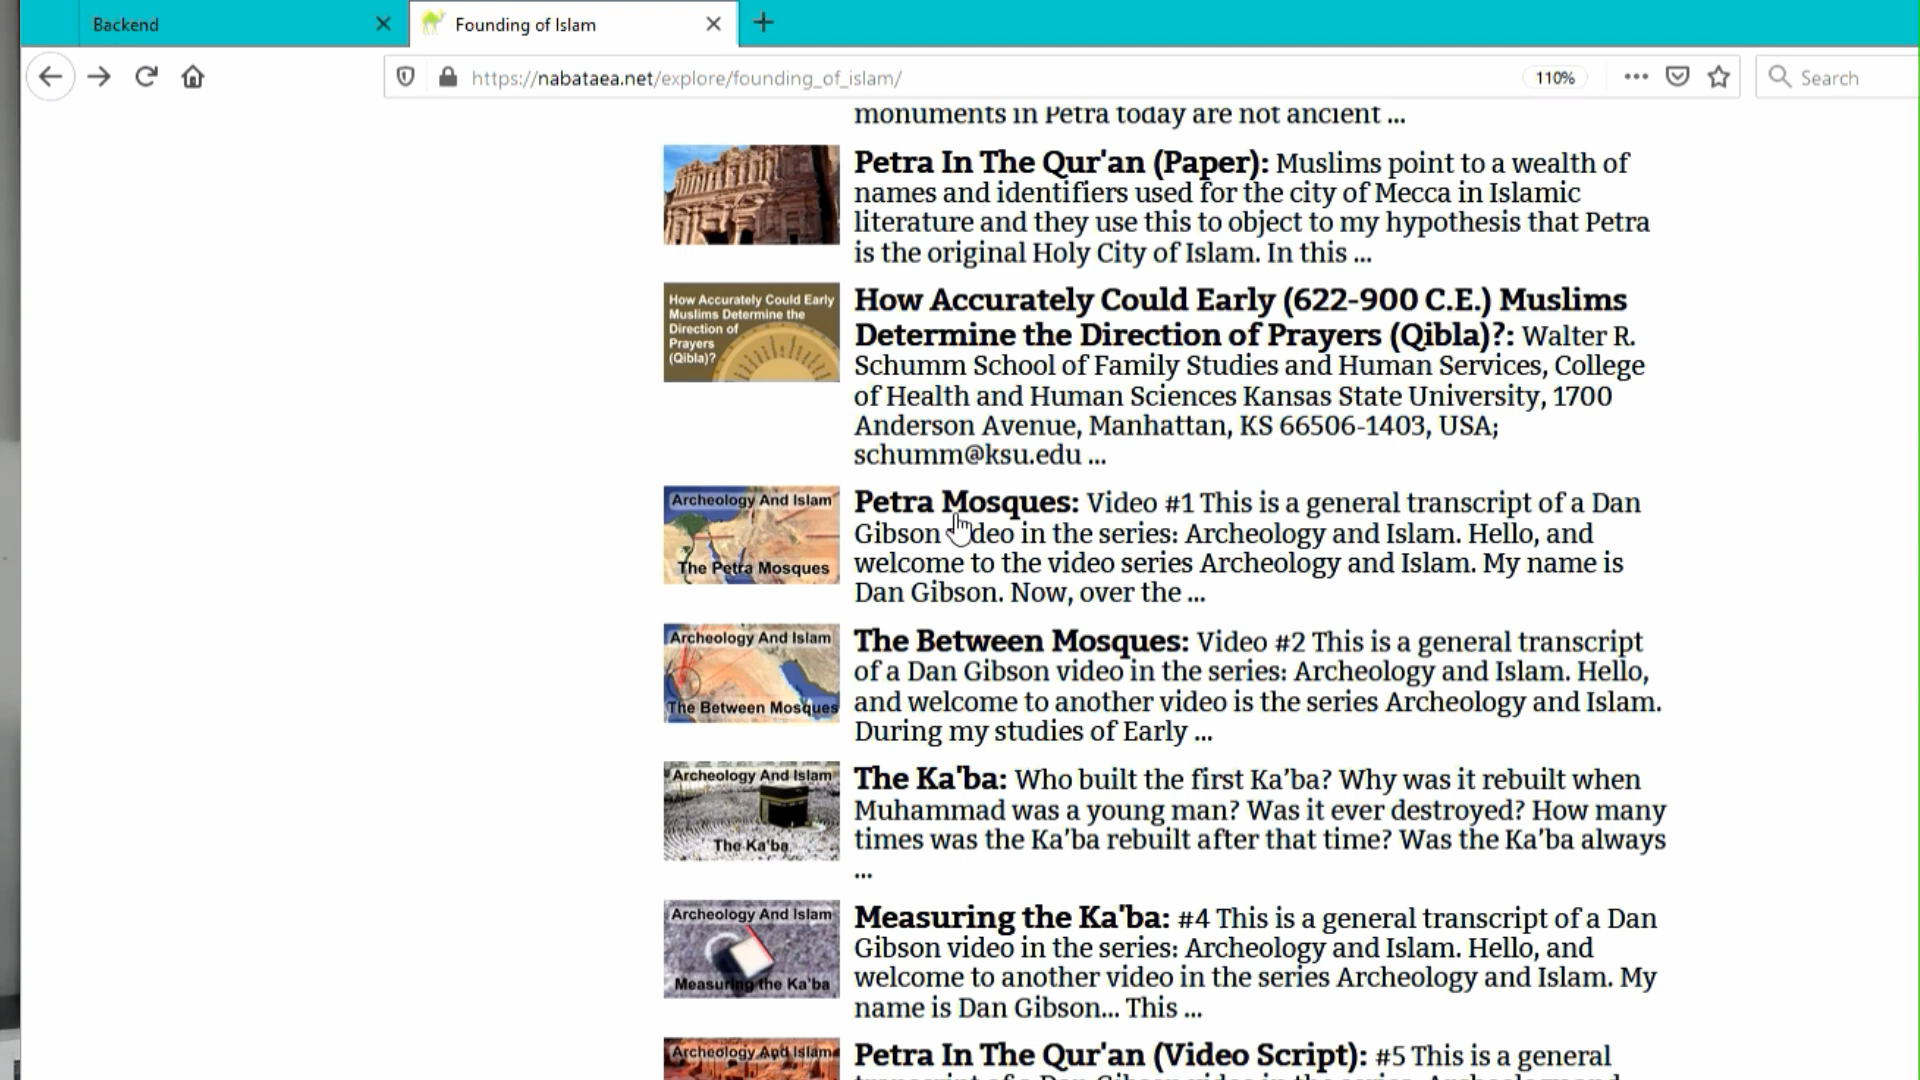 Backend
Founding of Islam
https://nabataea.net/explore/founding_of_islam/
110%
Search
monuments in Petra today are not ancient ...
Petra In The Qur'an (Paper): Muslims point to a wealth of
names and identifiers used for the city of Mecca in Islamic
literature and they use this to object to my hypothesis that Petra
is the original Holy City of Islam. In this ...
How Accurately Could Early
Muslims Determine the
Direction of
Prayers
(Qibla)?
How Accurately Could Early (622-900 C.E.) Muslims
Determine the Direction of Prayers (Qibla)?: Walter R.
Schumm School of Family Studies and Human Services, College
of Health and Human Sciences Kansas State University, 1700
Anderson Avenue, Manhattan, KS 66506-1403, USA;
schumm@ksu.edu ...
Archeology And Islam
The Petra Mosques
Petra Mosques: Video #1 This is a general transcript of a Dan
Gibson video in the series: Archeology and Islam. Hello, and
welcome to the video series Archeology and Islam. My name is
Dan Gibson. Now, over the ...
Archeology And Islam
The Between Mosques
The Between Mosques: Video #2 This is a general transcript
of a Dan Gibson video in the series: Archeology and Islam. Hello,
and welcome to another video is the series Archeology and Islam.
During my studies of Early ...
Archeology And Islam
The Ka'ba
The Ka'ba: Who built the first Ka’ba? Why was it rebuilt when
Muhammad was a young man? Was it ever destroyed? How many
times was the Ka’ba rebuilt after that time? Was the Ka’ba always
...
Archeology And Islam
Measuring the Ka'ba
Measuring the Ka'ba: #4 This is a general transcript of a Dan
Gibson video in the series: Archeology and Islam. Hello, and
welcome to another video in the series Archeology and Islam. My
name is Dan Gibson... This ...
Archeology And Islam
Petra In The Qur'an (Video Script): #5 This is a general